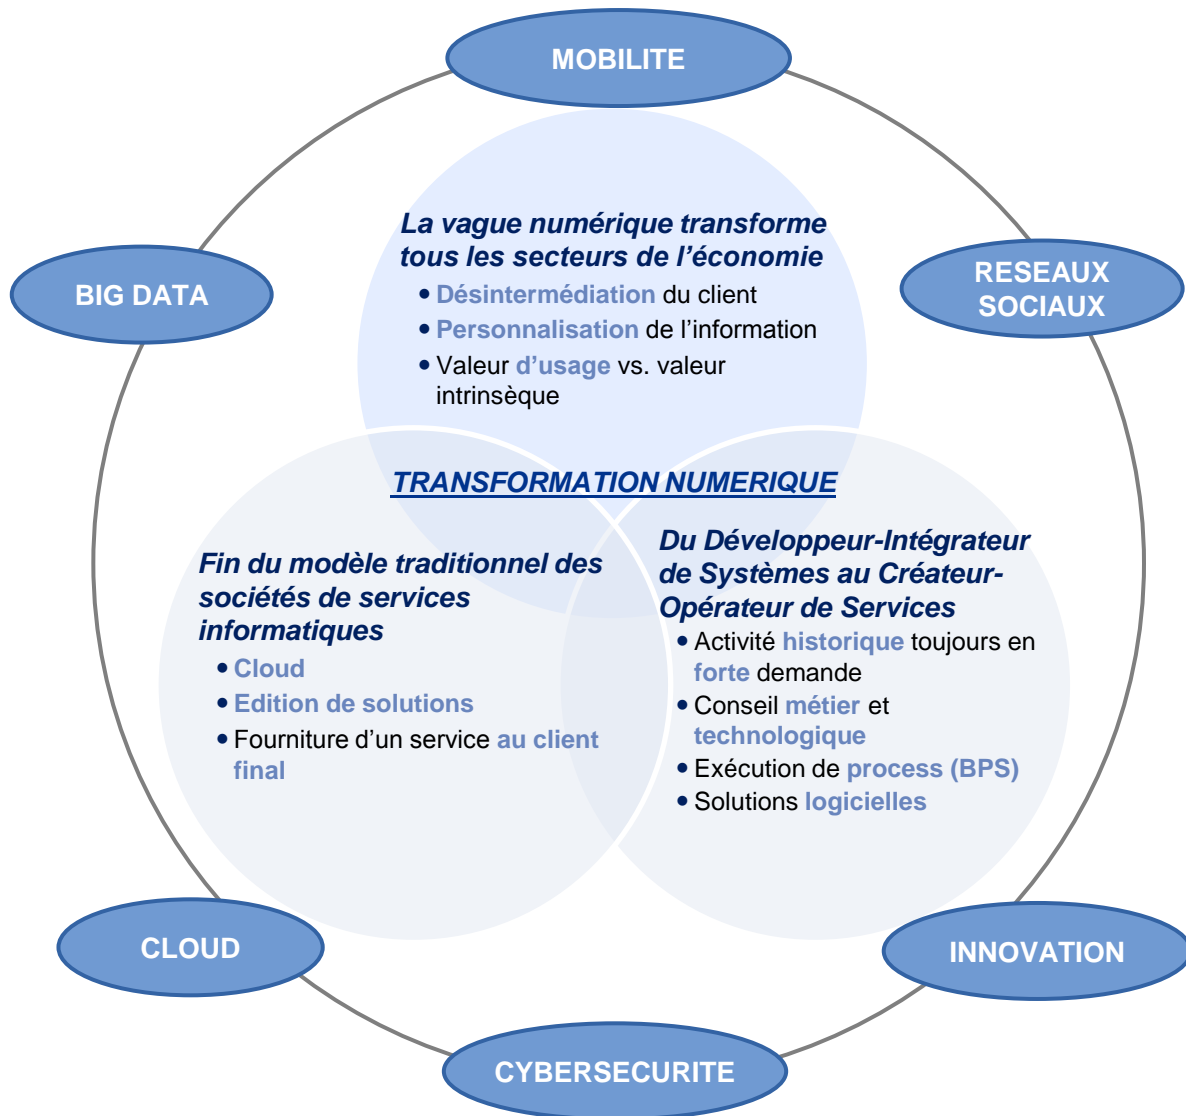 MOBILITE
BIG DATA
RESEAUX
SOCIAUX
La vague numérique transforme
tous les secteurs de l’économie
• Désintermédiation du client
• Personnalisation de l’information
• Valeur d’usage vs. valeur
intrinsèque
TRANSFORMATION NUMERIQUE
Fin du modèle traditionnel des
sociétés de services
informatiques
• Cloud
• Edition de solutions
• Fourniture d’un service au client
final
Du Développeur-Intégrateur
de Systèmes au Créateur-
Opérateur de Services
• Activité historique toujours en
forte demande
• Conseil métier et
technologique
• Exécution de process (BPS)
• Solutions logicielles
CLOUD
INNOVATION
CYBERSECURITE